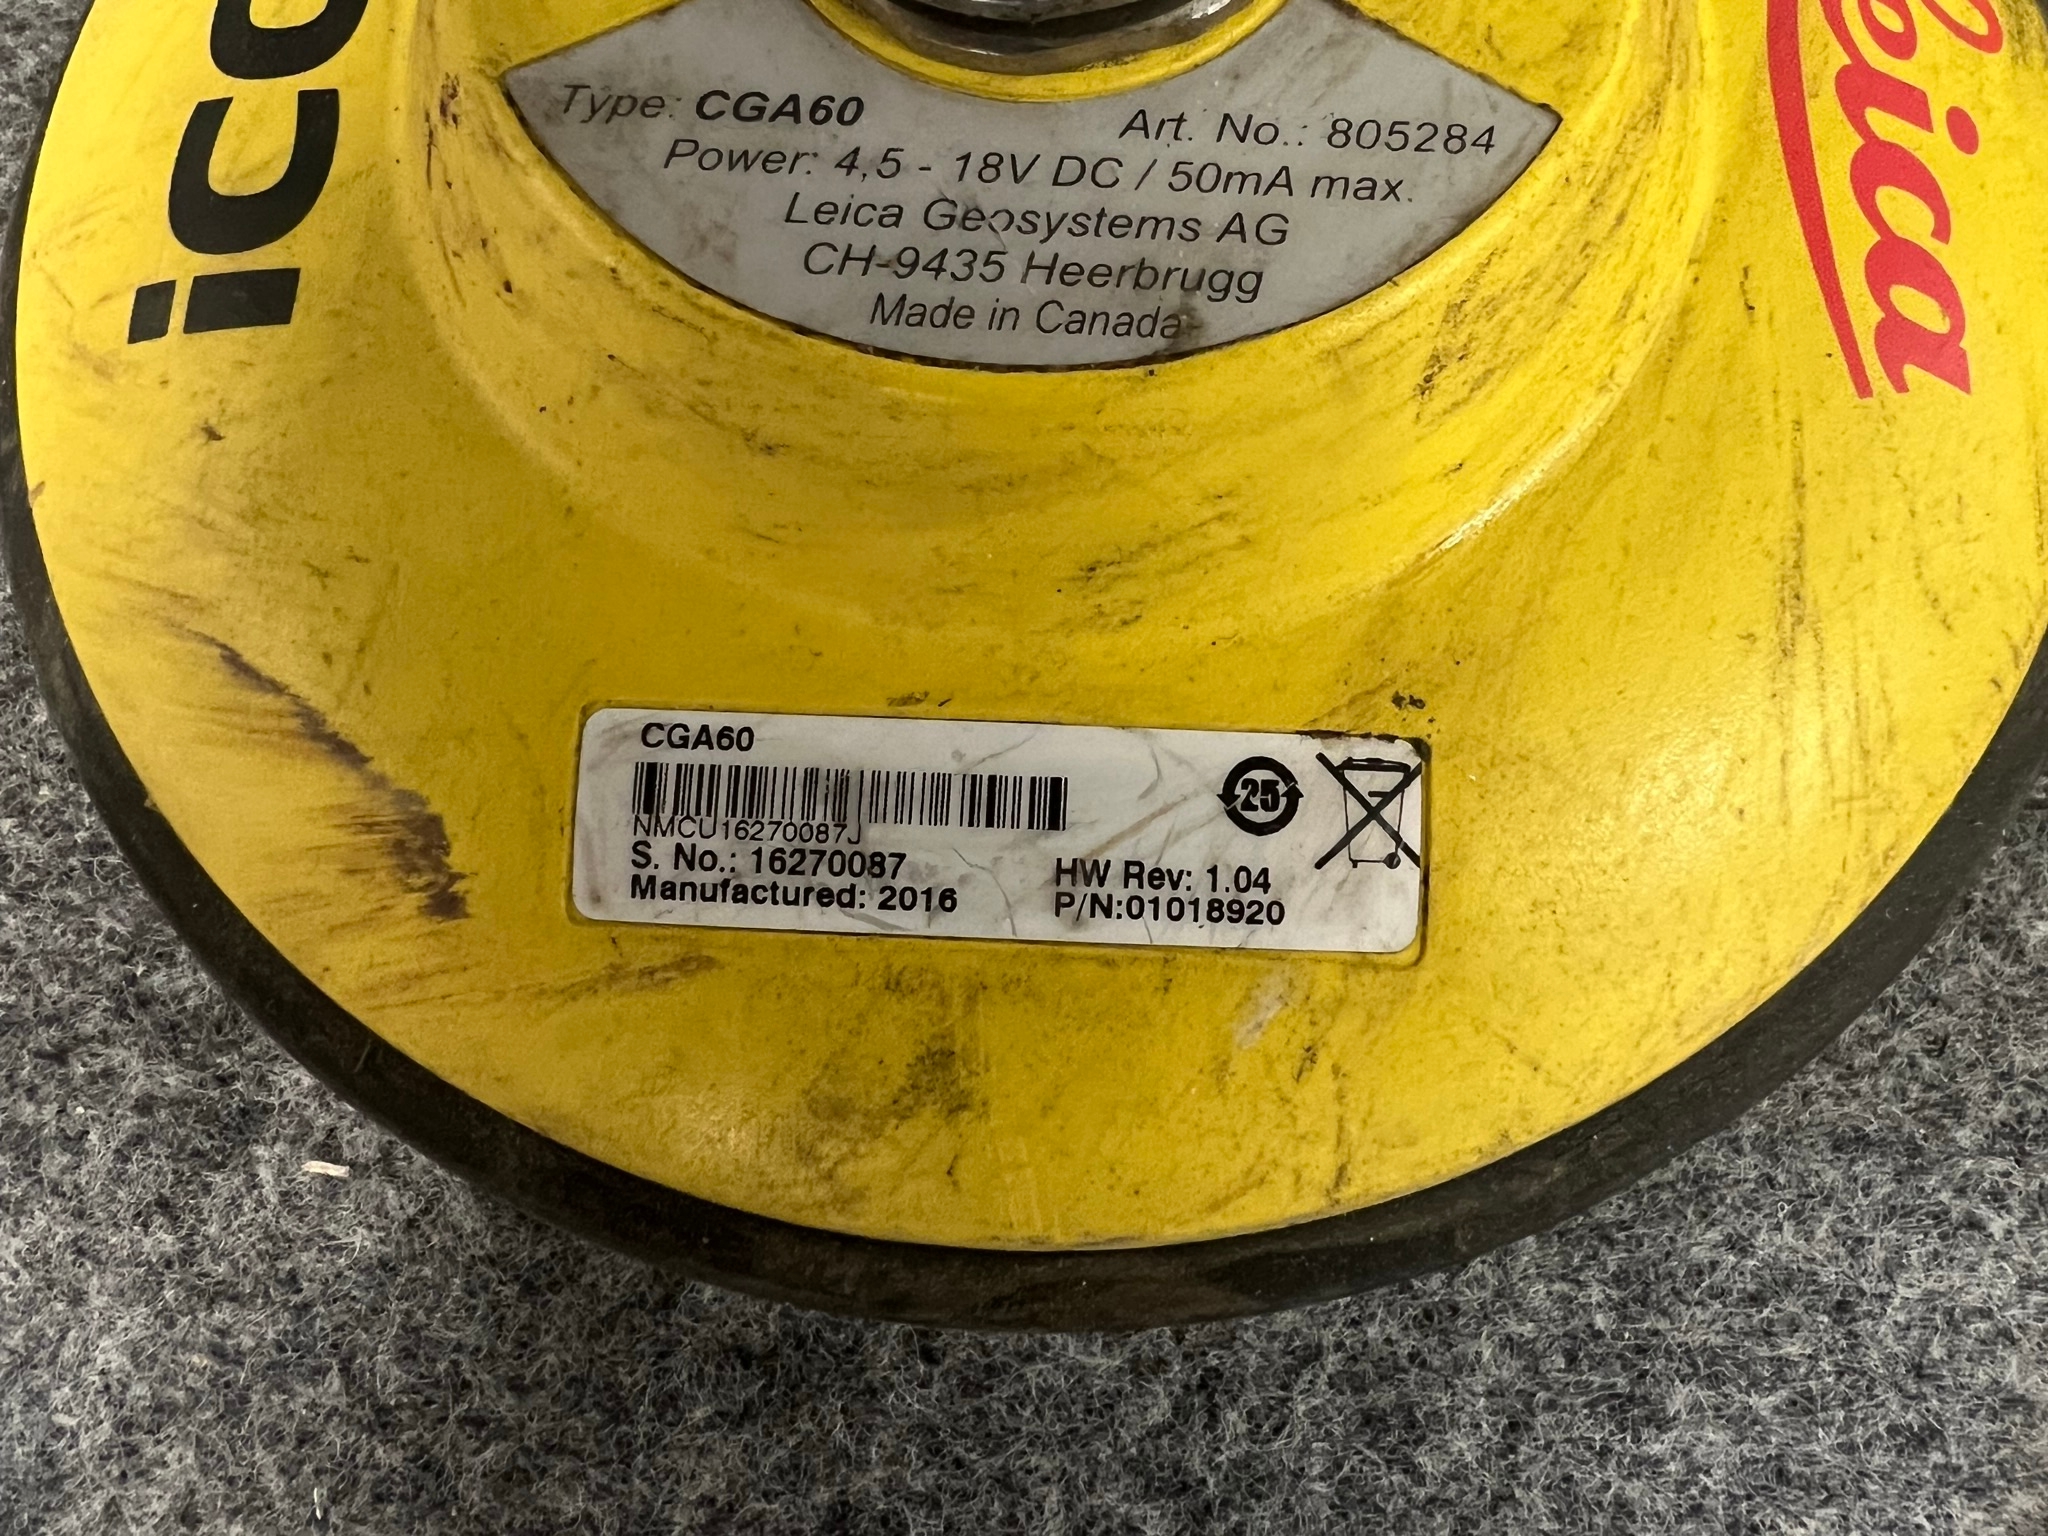 Type: CGA60
Art. No.: 805284
Power: 4,5 - 18V DC / 50mA max.
Leica Geosystems AG
CH-9435 Heerbrugg
Made in Canada
Leica
CGA60
25
NMCU16270087J
S. No.: 16270087
HW Rev: 1.04
Manufactured: 2016
P/N:01018920